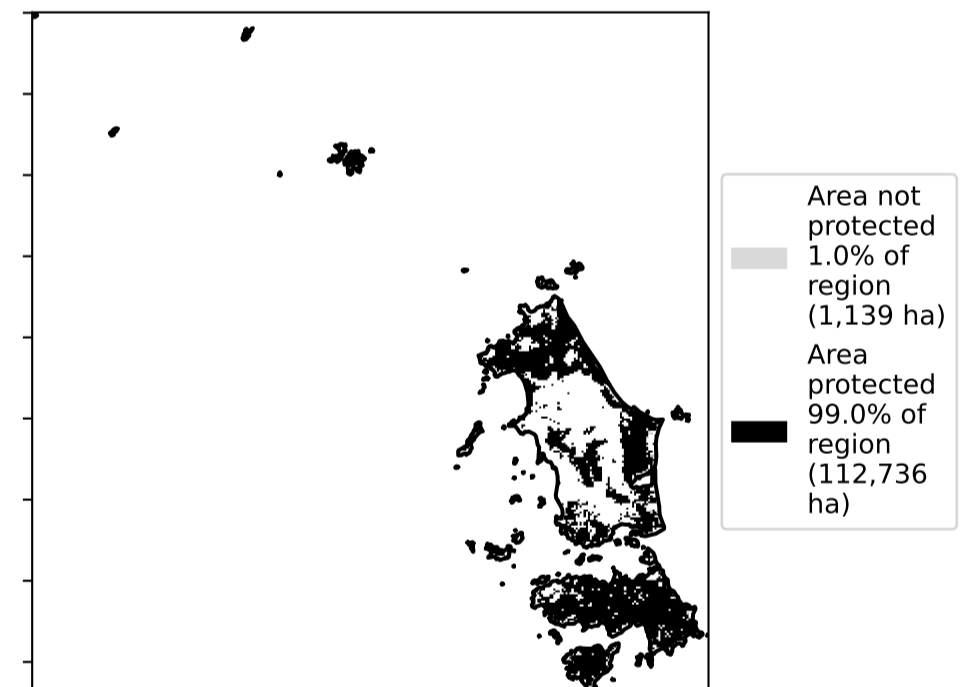 Area not
protected
1.0% of
region
(1,139 ha)
Area
protected
99.0% of
region
(112,736
ha)